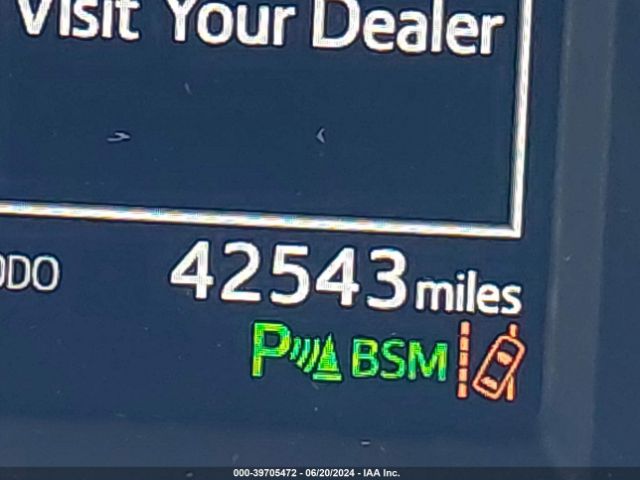 Visit Your Dealer
ODO 42543 miles
P BSM
000-39705472 - 06/20/2024 - IAA Inc.